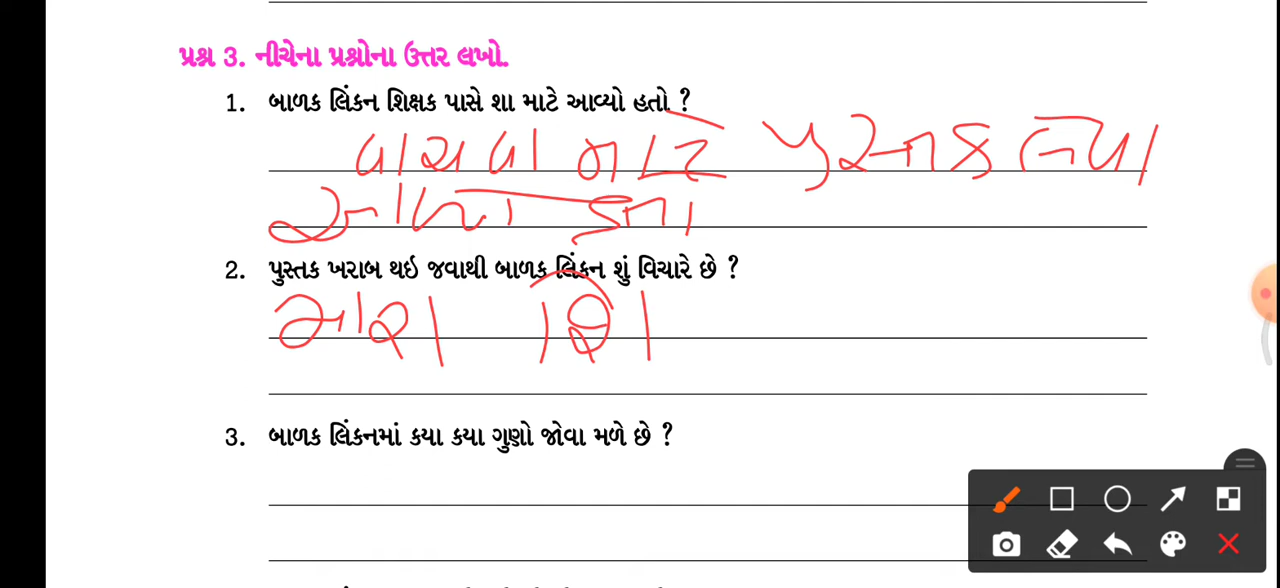 પ્રશ્ન 3. નીચેના પ્રશ્નોના ઉત્તર લખો.
1. બાળક લિંકન શિક્ષક પાસે શા માટે આવ્યો હતો ?
વાચવા માટે પુસ્તક લેવા
આવ્યા હતા
2. પુસ્તક ખરાબ થઇ જવાથી બાળક લિંકન શું વિચારે છે ?
મારા શિ
3. બાળક લિંકનમાં કયા કયા ગુણો જોવા મળે છે ?